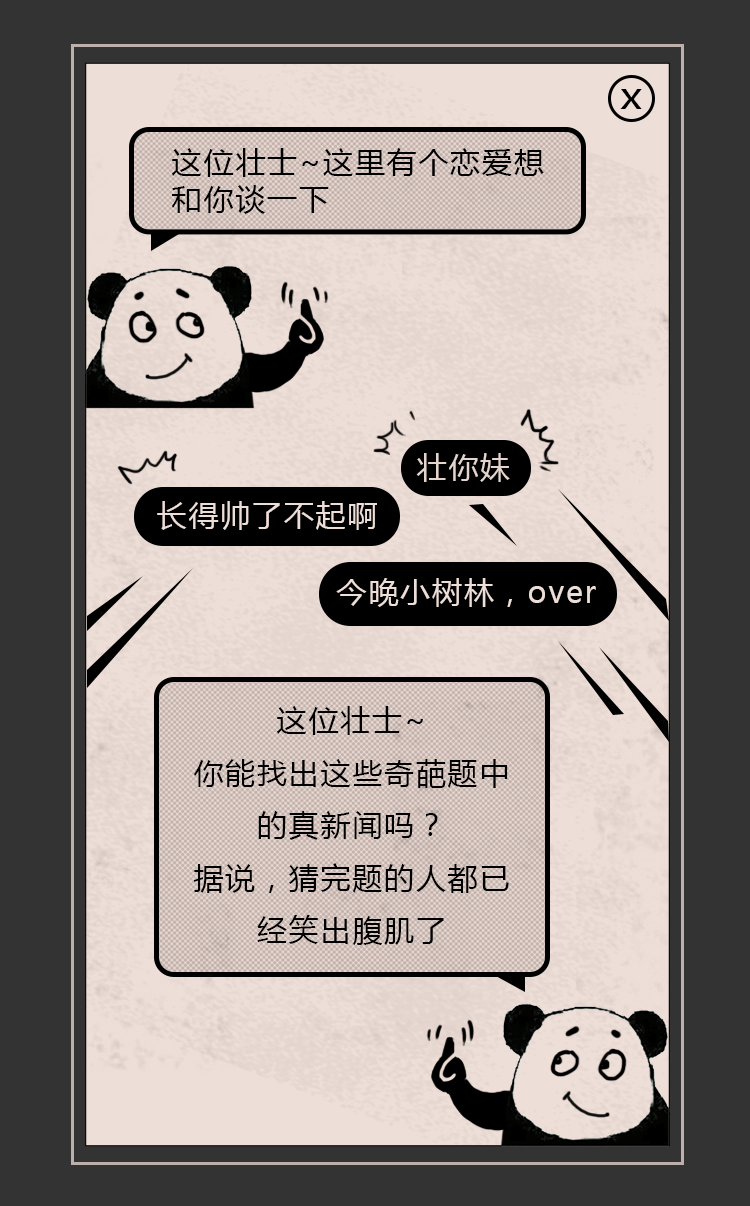 X
这位壮士~这里有个恋爱想
和你谈一下
壮你妹
长得帅了不起啊
今晚小树林，over
这位壮士~
你能找出这些奇葩题中
的真新闻吗？
据说，猜完题的人都已
经笑出腹肌了